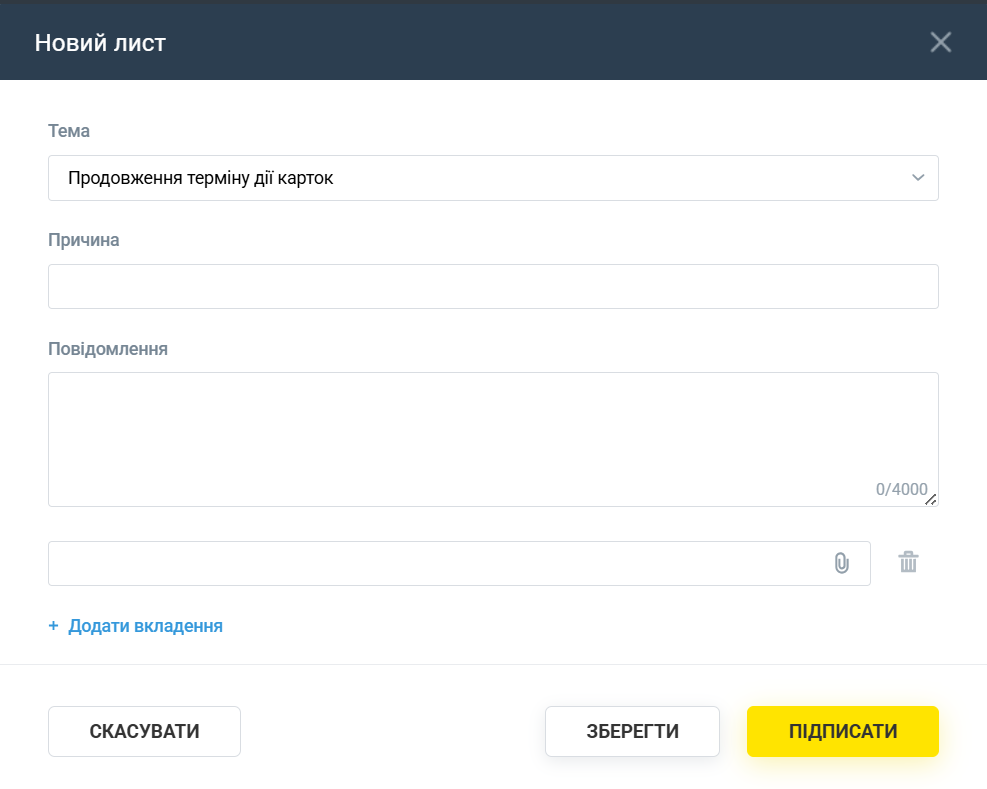 Новий лист
Тема
Продовження терміну дії карток
Причина
Повідомлення
0/4000
+ Додати вкладення
СКАСУВАТИ
ЗБЕРЕГТИ
ПІДПИСАТИ